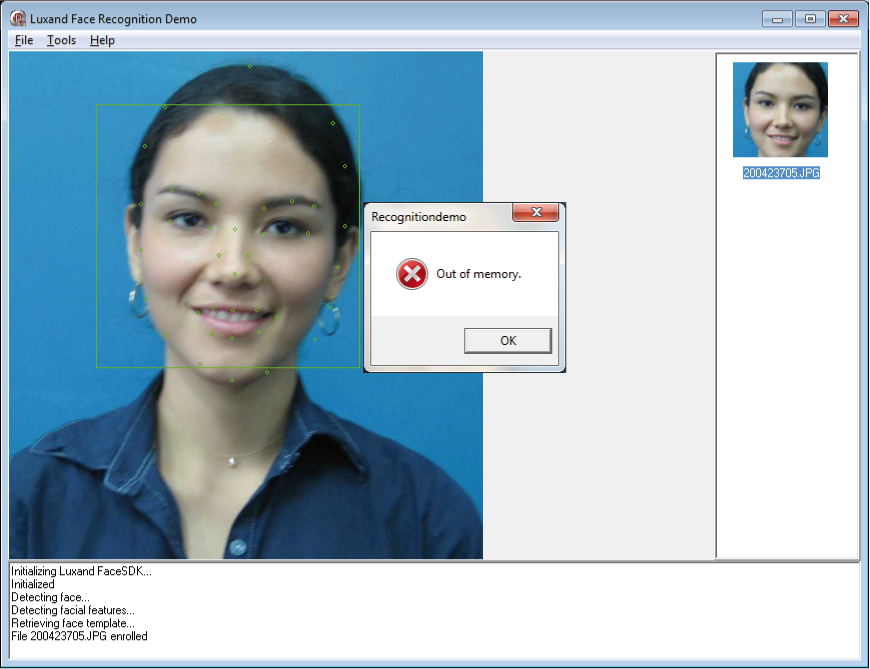 Luxand Face Recognition Demo
File Tools Help
200423705.JPG
Recognitiondemo
Out of memory.
OK
Initializing Luxand FaceSDK...
Initialized
Detecting face...
Detecting facial features...
Retrieving face template...
File 200423705.JPG enrolled